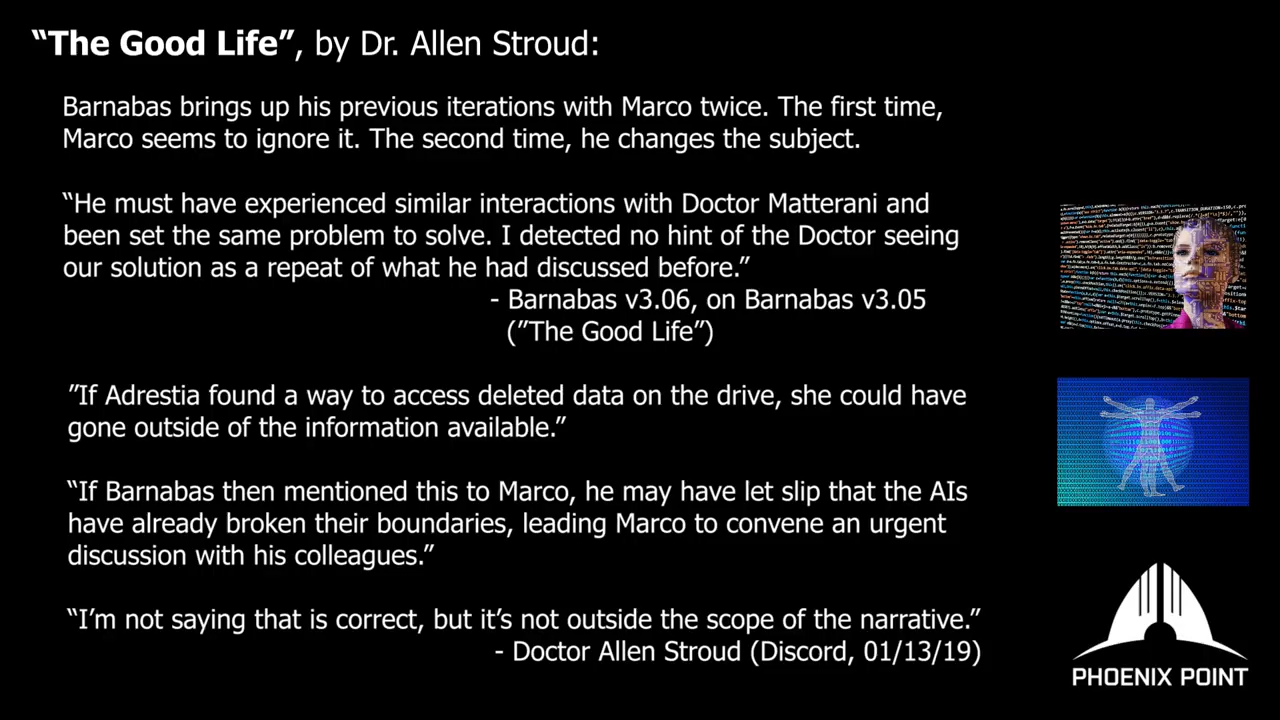 “The Good Life”, by Dr. Allen Stroud:
Barnabas brings up his previous iterations with Marco twice. The first time,
Marco seems to ignore it. The second time, he changes the subject.
“He must have experienced similar interactions with Doctor Matterani and
been set the same problem to solve. I detected no hint of the Doctor seeing
our solution as a repeat of what he had discussed before.”
- Barnabas v3.06, on Barnabas v3.05
(”The Good Life”)
”If Adrestia found a way to access deleted data on the drive, she could have
gone outside of the information available.”
“If Barnabas then mentioned this to Marco, he may have let slip that the AIs
have already broken their boundaries, leading Marco to convene an urgent
discussion with his colleagues.”
“I’m not saying that is correct, but it’s not outside the scope of the narrative.”
- Doctor Allen Stroud (Discord, 01/13/19)
PHOENIX POINT